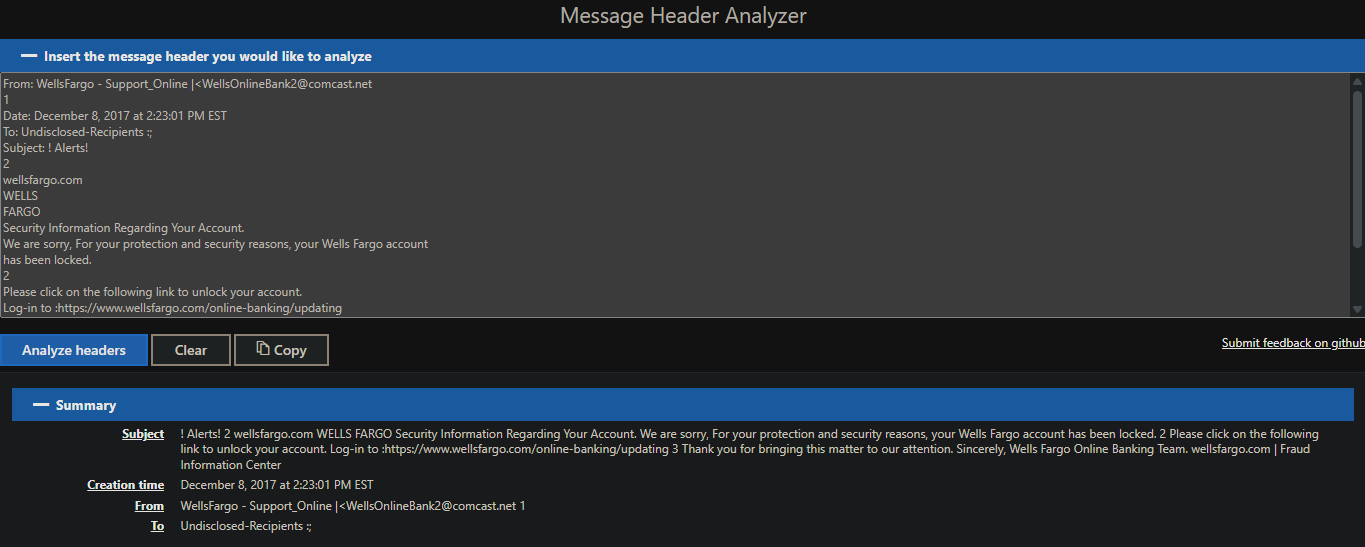 Message Header Analyzer
Insert the message header you would like to analyze
From: WellsFargo - Support_Online |<WellsOnlineBank2@comcast.net
1
Date: December 8, 2017 at 2:23:01 PM EST
To: Undisclosed-Recipients :;
Subject: ! Alerts!
2
wellsfargo.com
WELLS
FARGO
Security Information Regarding Your Account.
We are sorry, For your protection and security reasons, your Wells Fargo account
has been locked.
2
Please click on the following link to unlock your account.
Log-in to :https://www.wellsfargo.com/online-banking/updating
Analyze headers
Clear
Copy
Submit feedback on github
Summary
Subject ! Alerts! 2 wellsfargo.com WELLS FARGO Security Information Regarding Your Account. We are sorry, For your protection and security reasons, your Wells Fargo account has been locked. 2 Please click on the following
link to unlock your account. Log-in to :https://www.wellsfargo.com/online-banking/updating 3 Thank you for bringing this matter to our attention. Sincerely, Wells Fargo Online Banking Team. wellsfargo.com | Fraud
Information Center
Creation time December 8, 2017 at 2:23:01 PM EST
From WellsFargo - Support_Online |<WellsOnlineBank2@comcast.net 1
To Undisclosed-Recipients :;